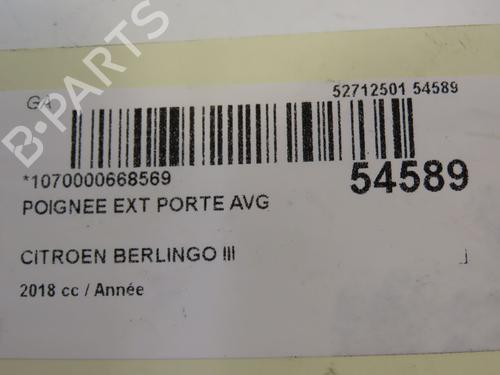 GA
52712501 54589
*1070000668569
54589
POIGNEE EXT PORTE AVG
CITROEN BERLINGO III
2018 cc / Année
B-PARTS